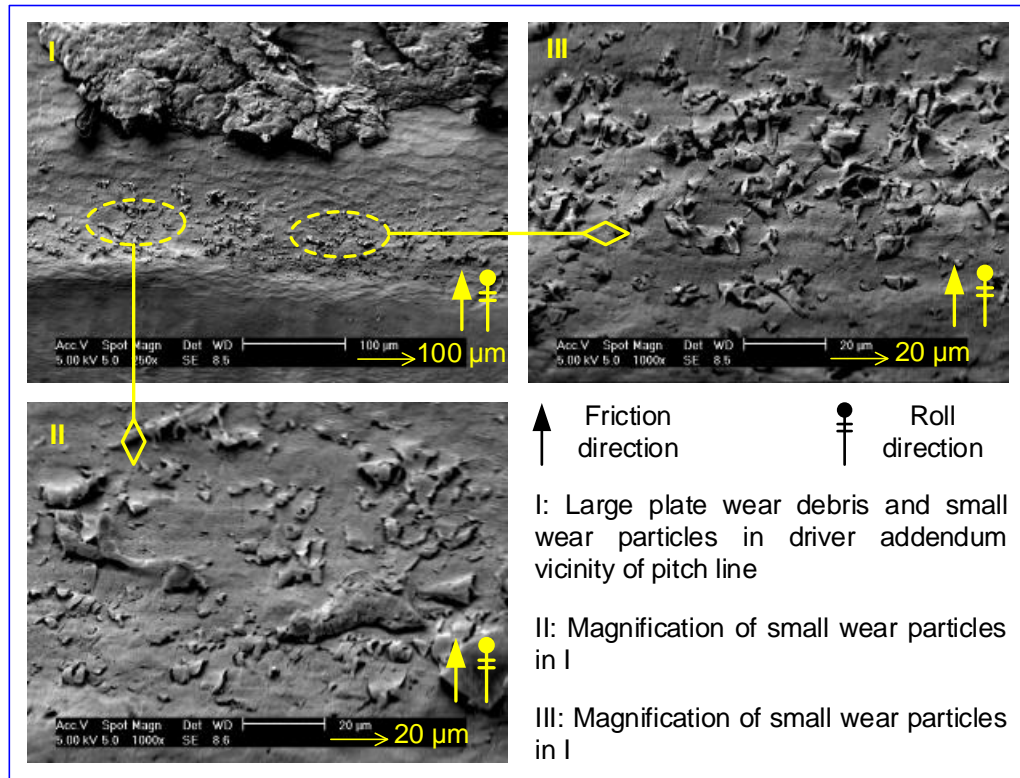 I
Acc.V Spot Magn Det WD 100 µm
5.00 kV 5.0 250x SE 8.5
100 µm
III
Acc.V Spot Magn Det WD 20 µm
5.00 kV 5.0 1000x SE 8.5
20 µm
II
Acc.V Spot Magn Det WD 20 µm
5.00 kV 5.0 1000x SE 8.6
20 µm
Friction
direction
Roll
direction
I: Large plate wear debris and small
wear particles in driver addendum
vicinity of pitch line
II: Magnification of small wear particles
in I
III: Magnification of small wear particles
in I